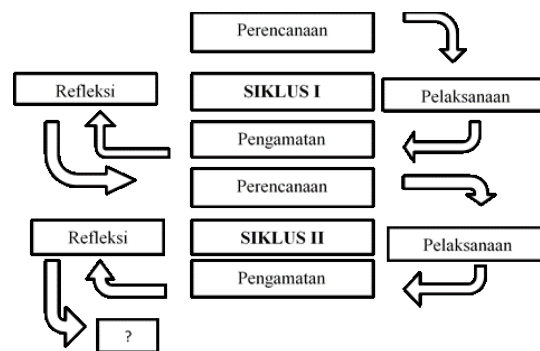 Perencanaan
Refleksi
SIKLUS I
Pelaksanaan
Pengamatan
Perencanaan
Refleksi
SIKLUS II
Pelaksanaan
Pengamatan
?